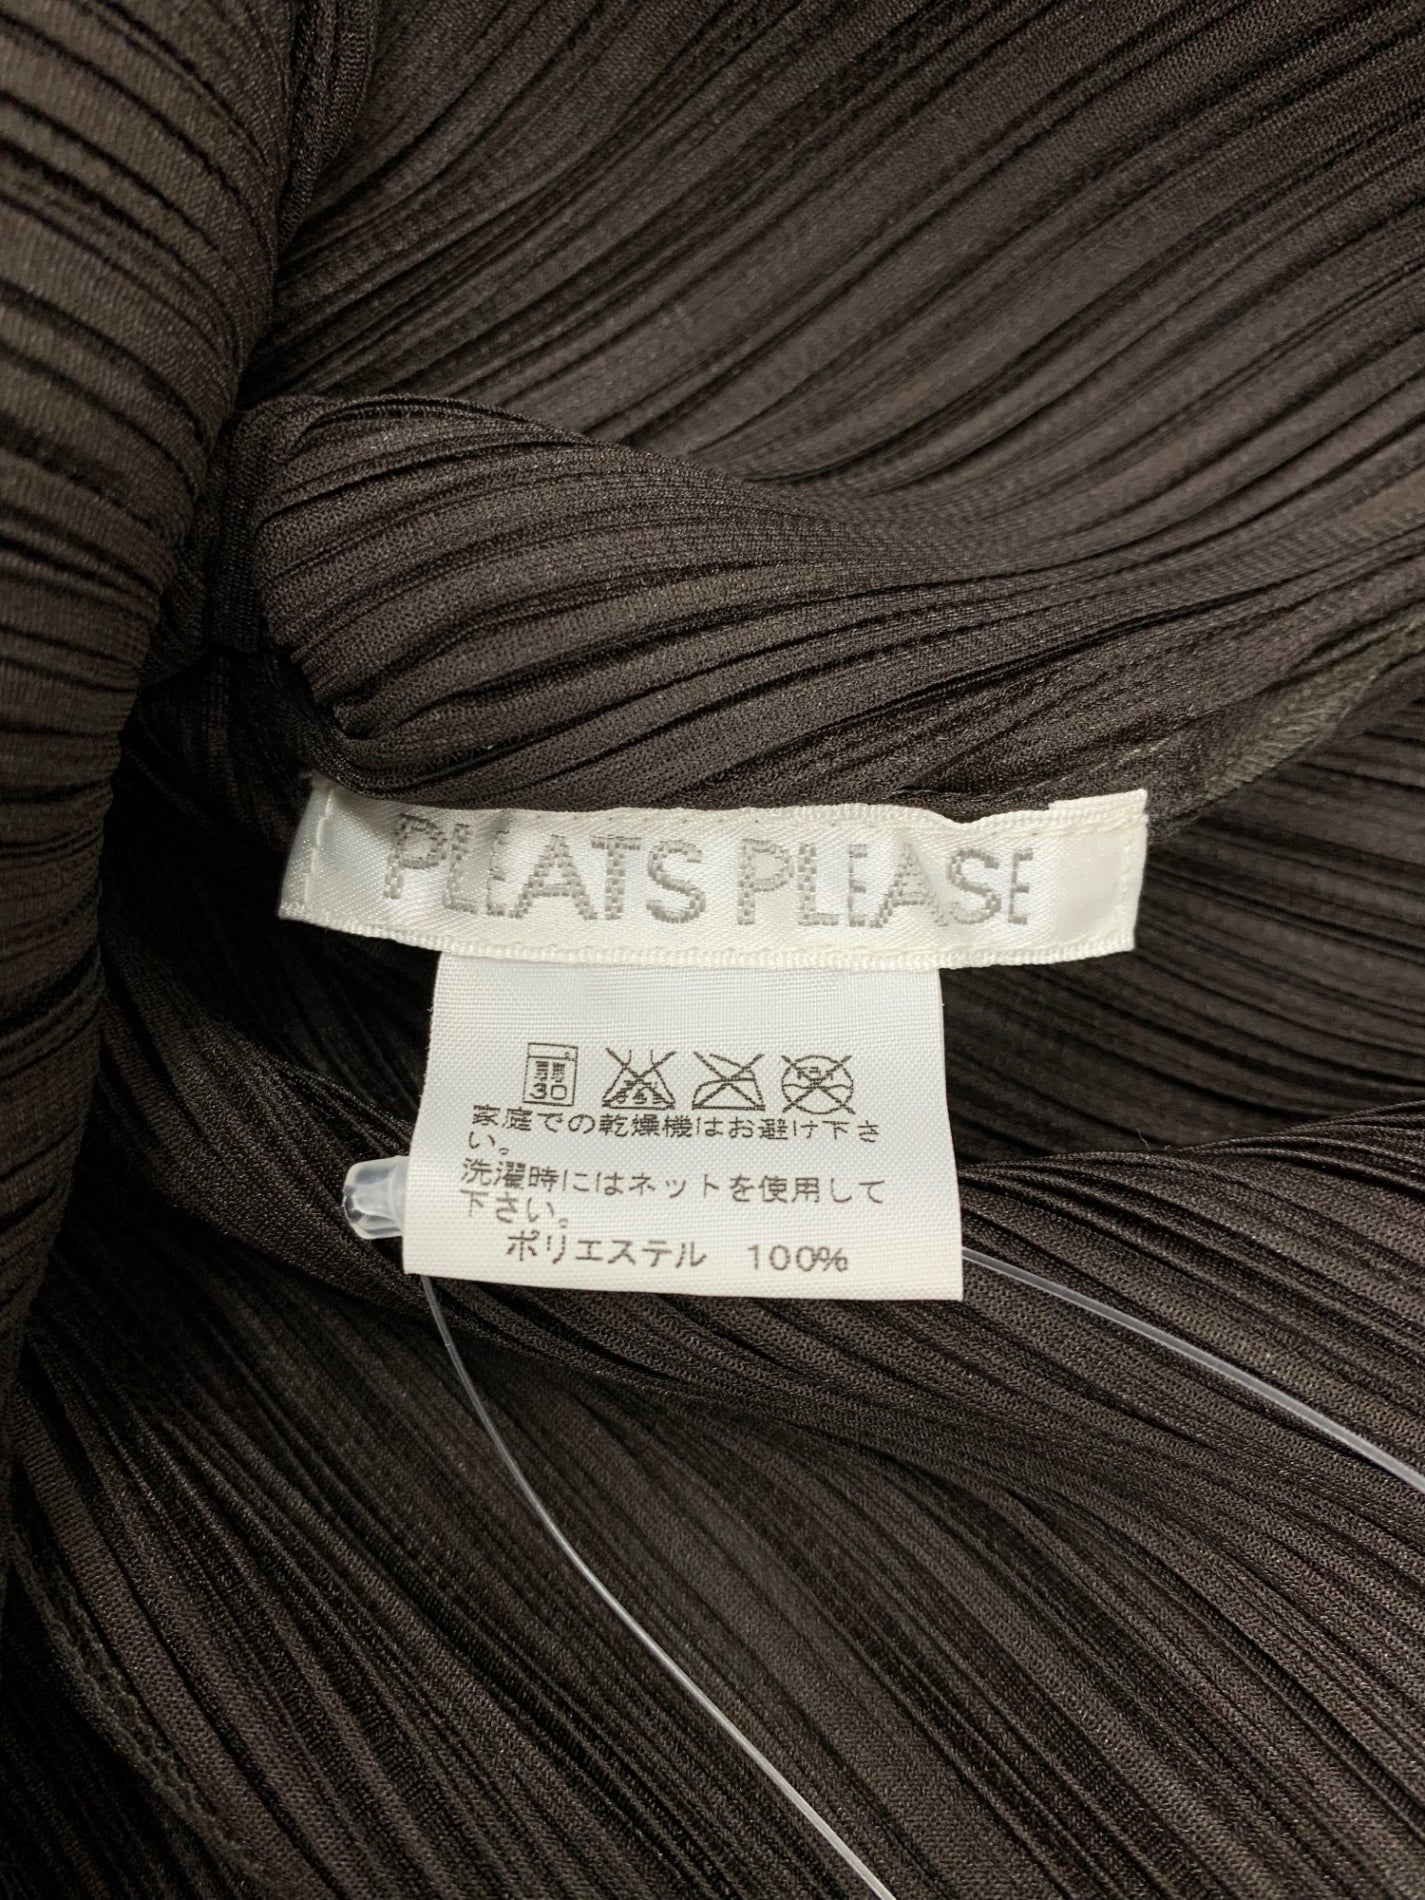 PLEATS PLEASE
30
家庭での乾燥機はお避け下さ
い。
洗濯時にはネットを使用して
下さい。
ポリエステル 100%